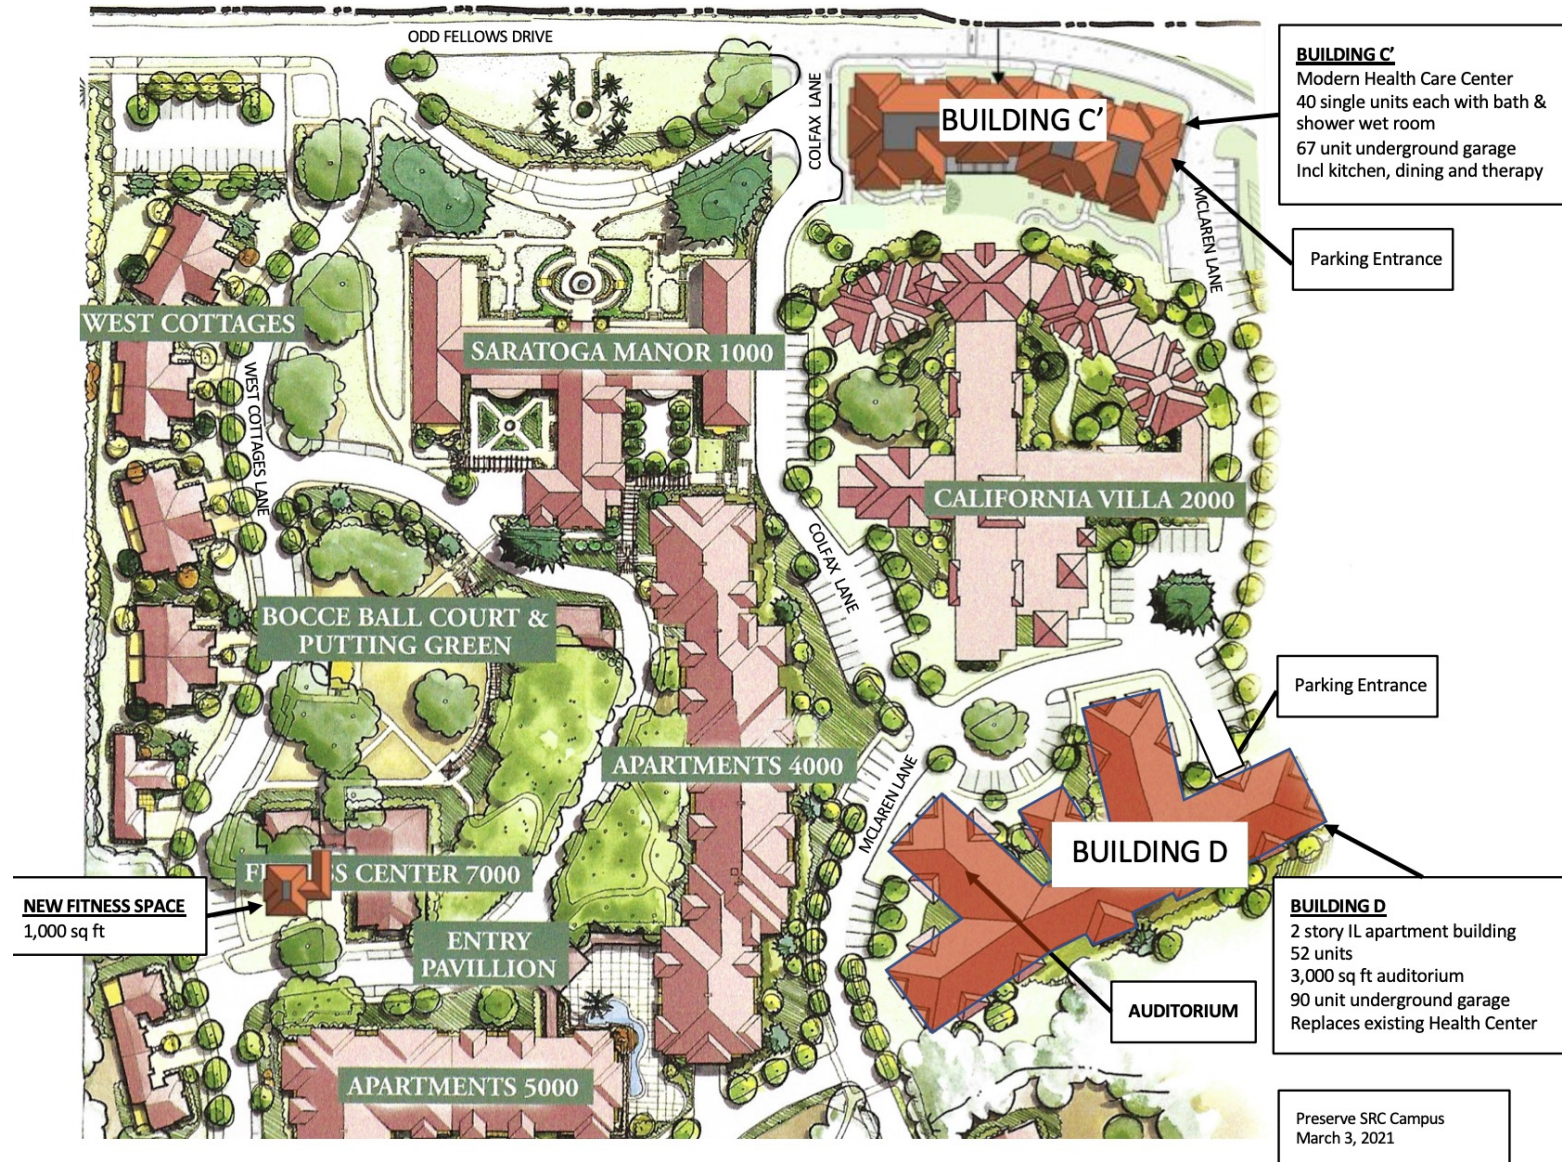 ODD FELLOWS DRIVE
COLFAX LANE
BUILDING C’
BUILDING C’
Modern Health Care Center
40 single units each with bath &
shower wet room
67 unit underground garage
Incl kitchen, dining and therapy
MCLAREN LANE
Parking Entrance
WEST COTTAGES
SARATOGA MANOR 1000
WEST COTTAGES LANE
CALIFORNIA VILLA 2000
COLFAX LANE
BOCCE BALL COURT &
PUTTING GREEN
Parking Entrance
APARTMENTS 4000
MCLAREN LANE
BUILDING D
F SS CENTER 7000
NEW FITNESS SPACE
1,000 sq ft
BUILDING D
2 story IL apartment building
52 units
3,000 sq ft auditorium
90 unit underground garage
Replaces existing Health Center
ENTRY
PAVILLION
AUDITORIUM
APARTMENTS 5000
Preserve SRC Campus
March 3, 2021